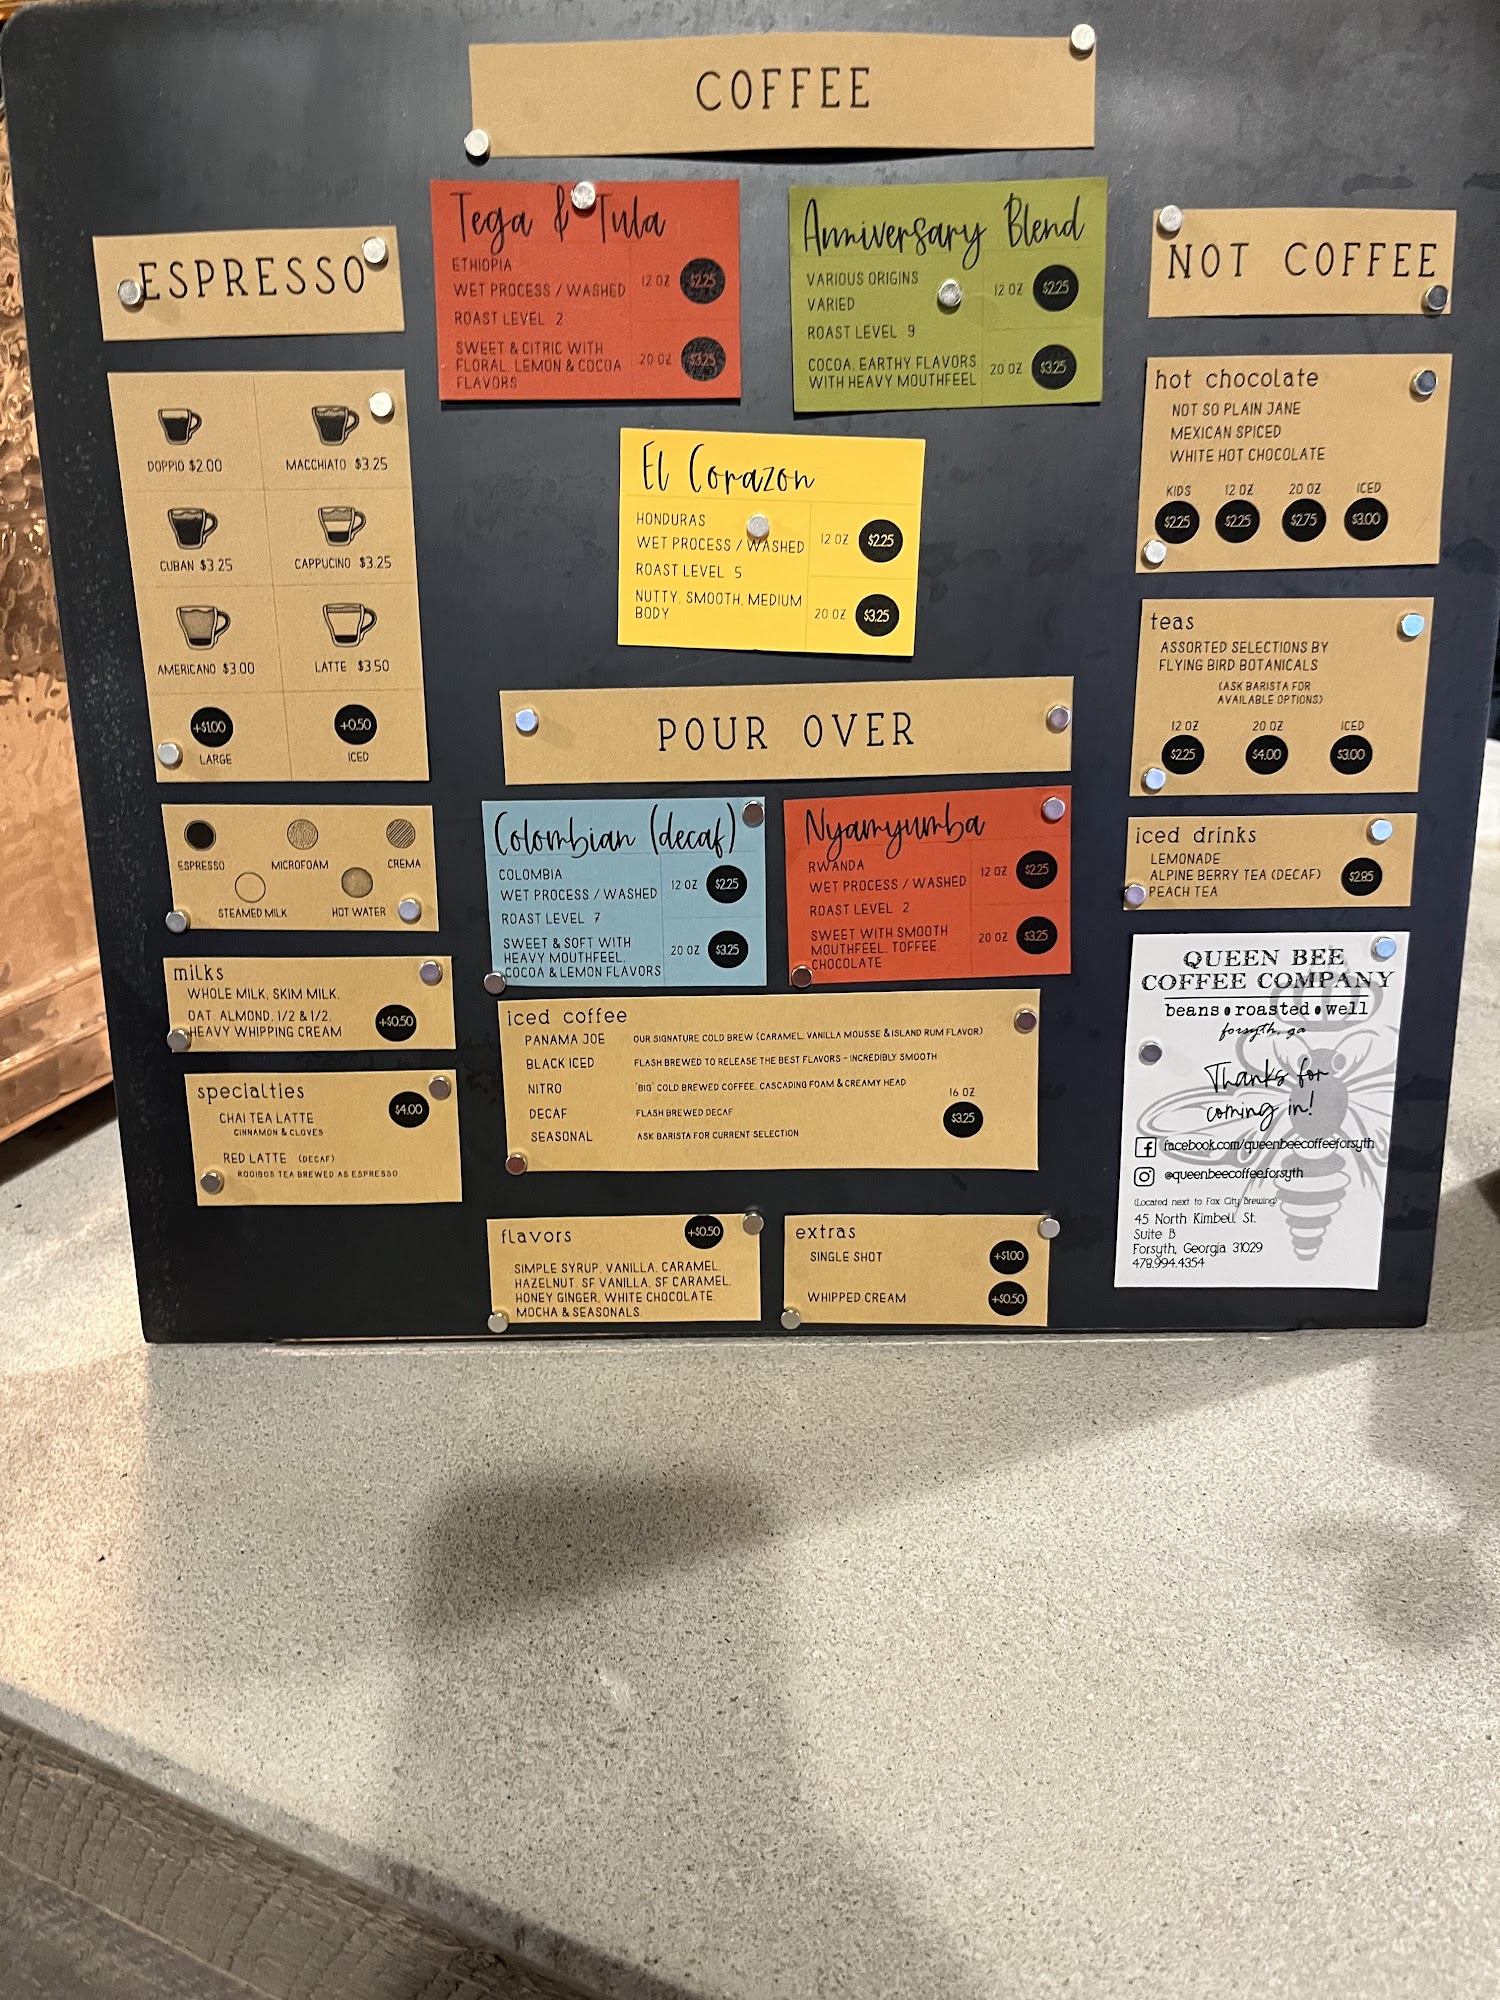 COFFEE
ESPRESSO
DOPPIO $2.00
MACCHIATO $3.25
CUBAN $3.25
CAPPUCINO $3.25
AMERICANO $3.00
LATTE $3.50
+$1.00
LARGE
+0.50
ICED
ESPRESSO
MICROFOAM
CREMA
STEAMED MILK
HOT WATER
milks
WHOLE MILK, SKIM MILK,
OAT, ALMOND, 1/2 & 1/2,
HEAVY WHIPPING CREAM
+$0.50
specialties
CHAI TEA LATTE
CINNAMON & CLOVES
$4.00
RED LATTE (DECAF)
ROOIBOS TEA BREWED AS ESPRESSO
Tega & Tula
ETHIOPIA
WET PROCESS / WASHED
ROAST LEVEL 2
SWEET & CITRIC WITH
FLORAL, LEMON & COCOA
FLAVORS
12 OZ $2.25
20 OZ $3.25
Anniversary Blend
VARIOUS ORIGINS
VARIED
ROAST LEVEL 9
COCOA, EARTHY FLAVORS
WITH HEAVY MOUTHFEEL
12 OZ $2.25
20 OZ $3.25
El Corazon
HONDURAS
WET PROCESS / WASHED
ROAST LEVEL 5
NUTTY, SMOOTH, MEDIUM
BODY
12 OZ $2.25
20 OZ $3.25
POUR OVER
Colombian (decaf)
COLOMBIA
WET PROCESS / WASHED
ROAST LEVEL 7
SWEET & SOFT WITH
HEAVY MOUTHFEEL,
COCOA & LEMON FLAVORS
12 OZ $2.25
20 OZ $3.25
Nyamyumba
RWANDA
WET PROCESS / WASHED
ROAST LEVEL 2
SWEET WITH SMOOTH
MOUTHFEEL, TOFFEE,
CHOCOLATE
12 OZ $2.25
20 OZ $3.25
iced coffee
PANAMA JOE OUR SIGNATURE COLD BREW (CARAMEL, VANILLA MOUSSE & ISLAND RUM FLAVOR)
BLACK ICED FLASH BREWED TO RELEASE THE BEST FLAVORS - INCREDIBLY SMOOTH
NITRO "BIG" COLD BREWED COFFEE, CASCADING FOAM & CREAMY HEAD
DECAF FLASH BREWED DECAF
SEASONAL ASK BARISTA FOR CURRENT SELECTION
16 OZ
$3.25
flavors
+$0.50
SIMPLE SYRUP, VANILLA, CARAMEL,
HAZELNUT, SF VANILLA, SF CARAMEL,
HONEY GINGER, WHITE CHOCOLATE,
MOCHA & SEASONALS.
extras
SINGLE SHOT +$1.00
WHIPPED CREAM +$0.50
NOT COFFEE
hot chocolate
NOT SO PLAIN JANE
MEXICAN SPICED
WHITE HOT CHOCOLATE
KIDS 12 OZ 20 OZ ICED
$2.25 $2.25 $2.75 $3.00
teas
ASSORTED SELECTIONS BY
FLYING BIRD BOTANICALS
(ASK BARISTA FOR
AVAILABLE OPTIONS)
12 OZ 20 OZ ICED
$2.25 $4.00 $3.00
iced drinks
LEMONADE
ALPINE BERRY TEA (DECAF)
PEACH TEA
$2.85
QUEEN BEE
COFFEE COMPANY
beans • roasted • well
forsyth, ga
Thanks for
coming in!
facebook.com/queenbeecoffeeforsyth
@queenbeecoffee.forsyth
(Located next to Fox City Brewing)
45 North Kimbell St.
Suite B
Forsyth, Georgia 31029
478.994.4354